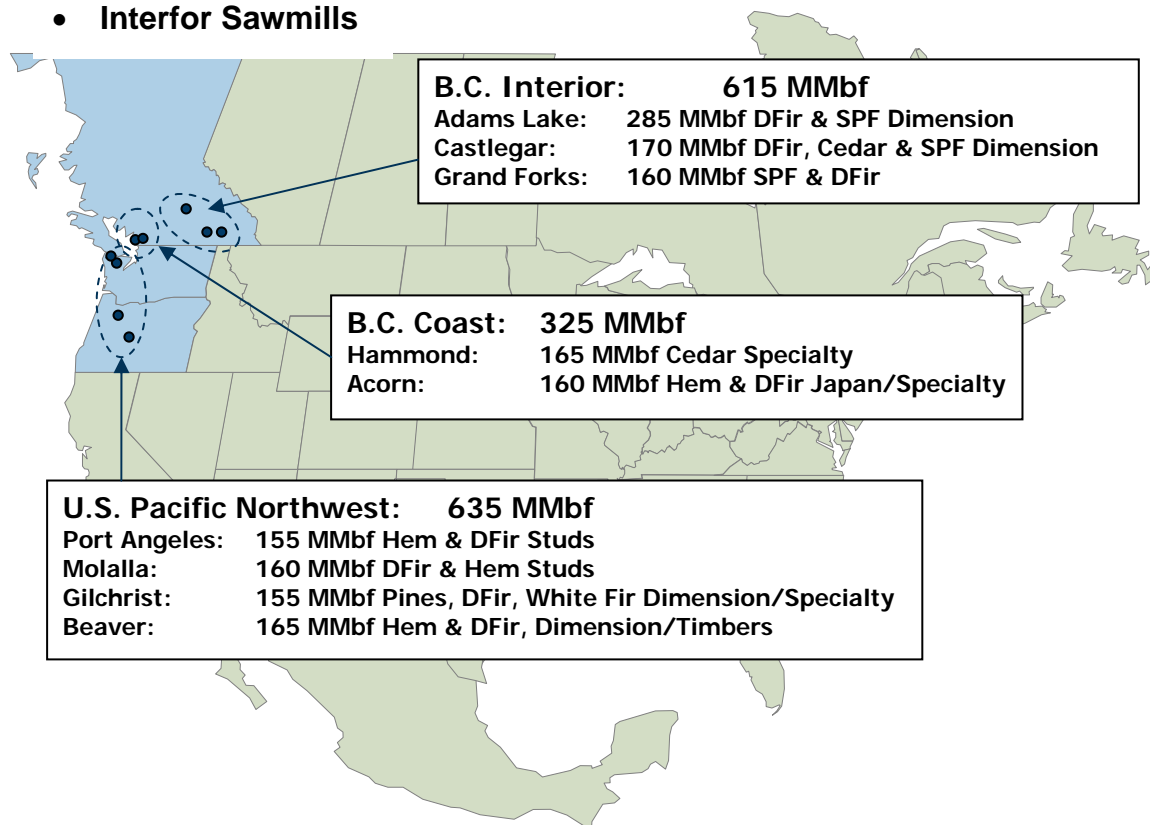 • Interfor Sawmills
B.C. Interior: 615 MMbf
Adams Lake: 285 MMbf DFir & SPF Dimension
Castlegar: 170 MMbf DFir, Cedar & SPF Dimension
Grand Forks: 160 MMbf SPF & DFir
B.C. Coast: 325 MMbf
Hammond: 165 MMbf Cedar Specialty
Acorn: 160 MMbf Hem & DFir Japan/Specialty
U.S. Pacific Northwest: 635 MMbf
Port Angeles: 155 MMbf Hem & DFir Studs
Molalla: 160 MMbf DFir & Hem Studs
Gilchrist: 155 MMbf Pines, DFir, White Fir Dimension/Specialty
Beaver: 165 MMbf Hem & DFir, Dimension/Timbers